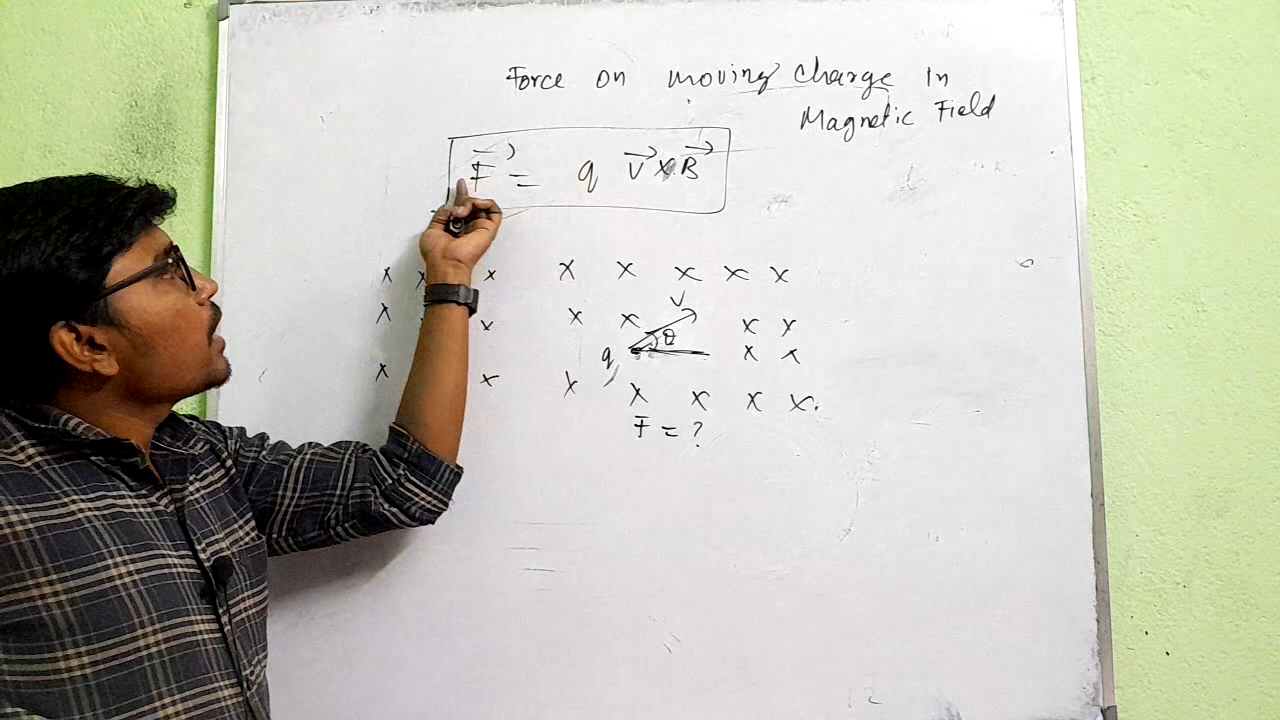 Force on moving charge In
Magnetic Field
F⃗ = q V⃗ × B⃗
x x x x x x x x
x x x x x V x x
q θ x x
x x x x x x x
F = ?